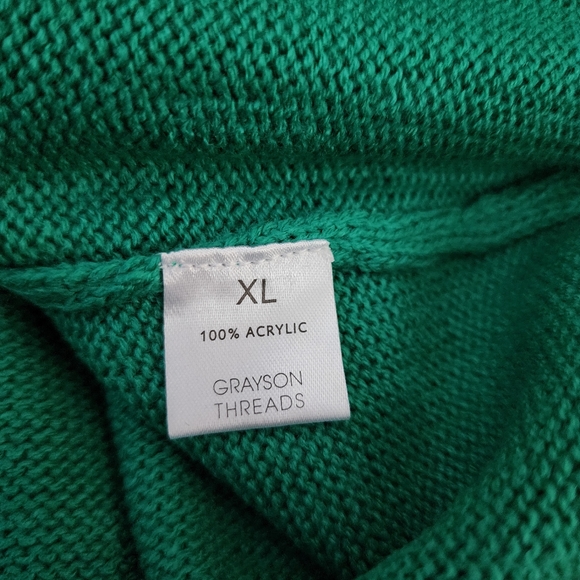 XL
100% ACRYLIC
GRAYSON
THREADS